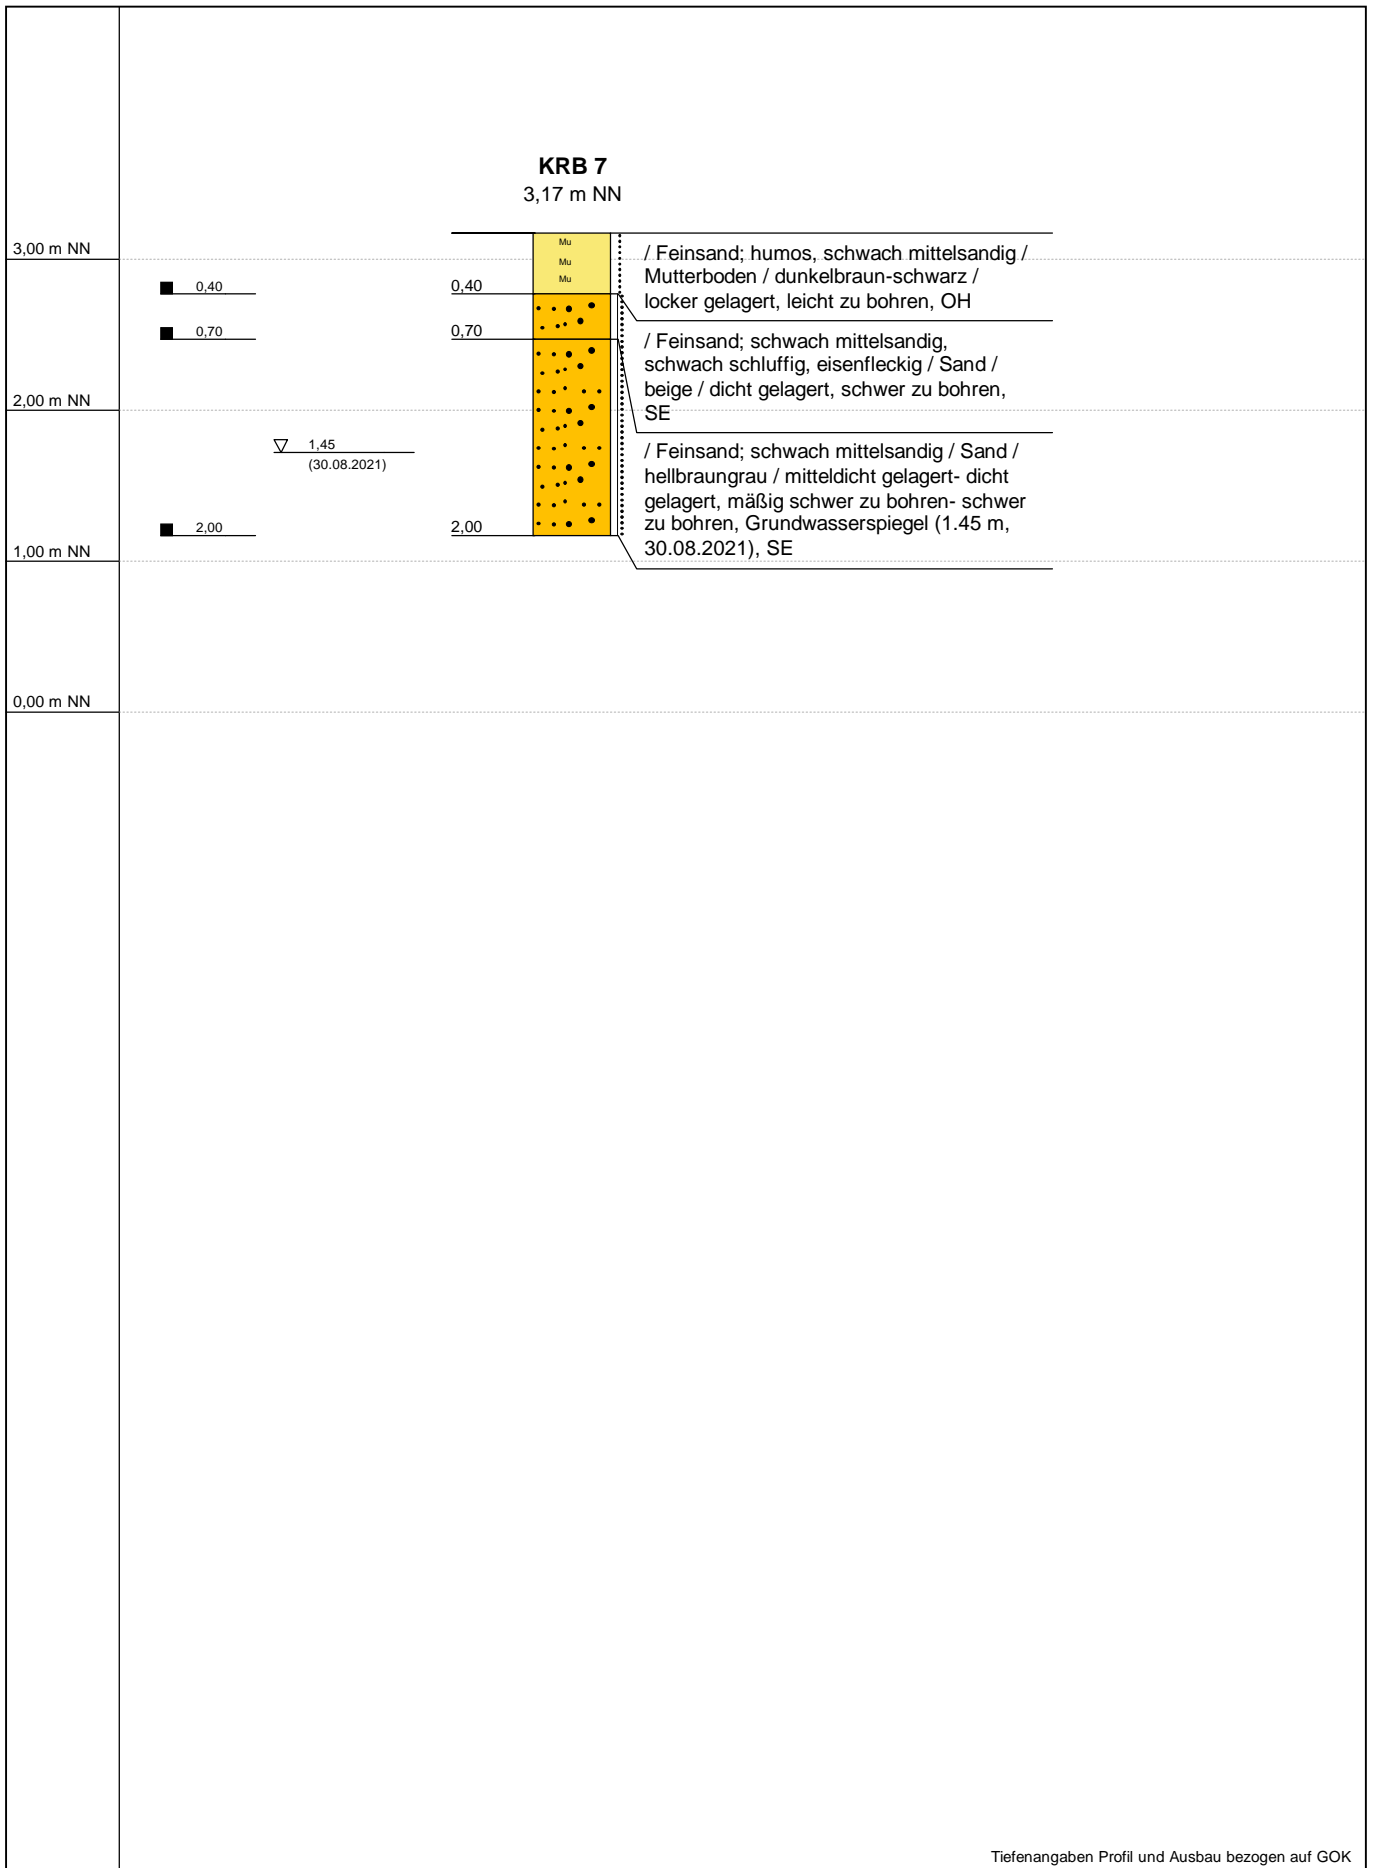 KRB 7
3,17 m NN
3,00 m NN
2,00 m NN
1,00 m NN
0,00 m NN
0,40
0,70
1,45
(30.08.2021)
2,00
0,40
0,70
2,00
Mu
Mu
Mu
/ Feinsand; humos, schwach mittelsandig /
Mutterboden / dunkelbraun-schwarz /
locker gelagert, leicht zu bohren, OH
/ Feinsand; schwach mittelsandig,
schwach schluffig, eisenfleckig / Sand /
beige / dicht gelagert, schwer zu bohren,
SE
/ Feinsand; schwach mittelsandig / Sand /
hellbraungrau / mitteldicht gelagert- dicht
gelagert, mäßig schwer zu bohren- schwer
zu bohren, Grundwasserspiegel (1.45 m,
30.08.2021), SE
Tiefenangaben Profil und Ausbau bezogen auf GOK